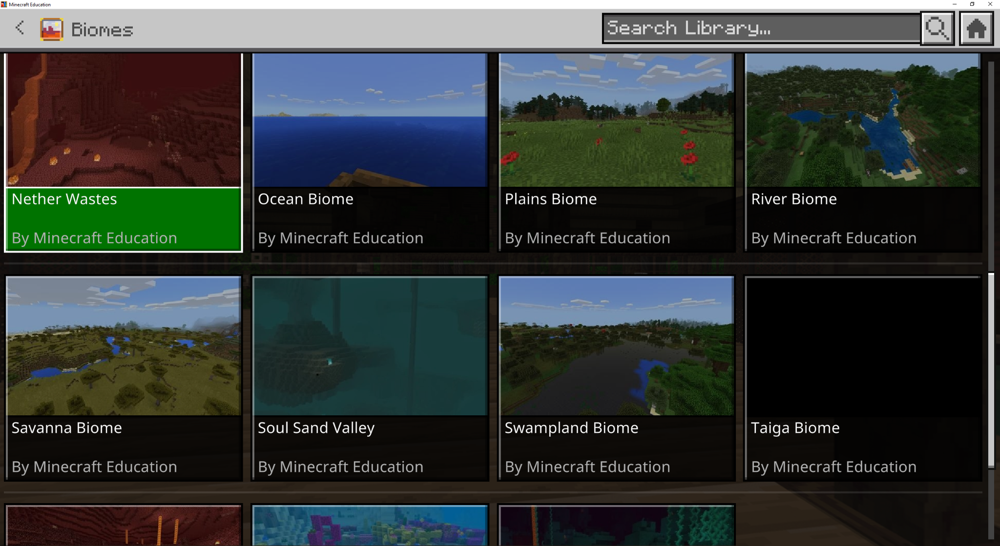 Minecraft Education
Biomes
Search Library...
Nether Wastes
By Minecraft Education
Ocean Biome
By Minecraft Education
Plains Biome
By Minecraft Education
River Biome
By Minecraft Education
Savanna Biome
By Minecraft Education
Soul Sand Valley
By Minecraft Education
Swampland Biome
By Minecraft Education
Taiga Biome
By Minecraft Education